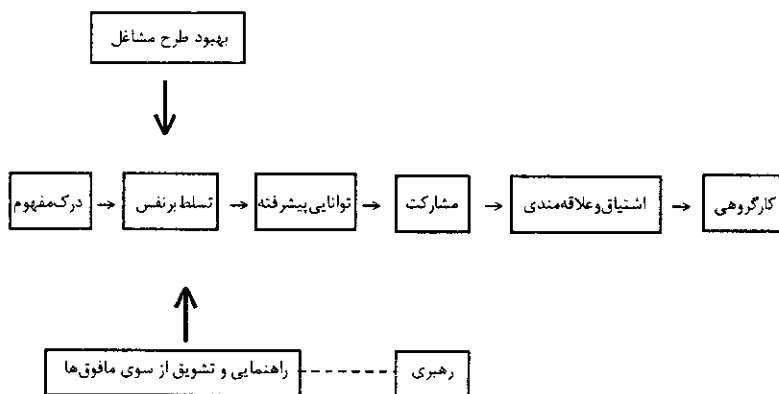 بهبود طرح مشاغل
درک‌مفهوم
تسلط‌برنفس
توانایی‌پیشرفته
مشارکت
اشتیاق‌وعلاقه‌مندی
کارگروهی
راهنمایی و تشویق از سوی مافوق‌ها
رهبری